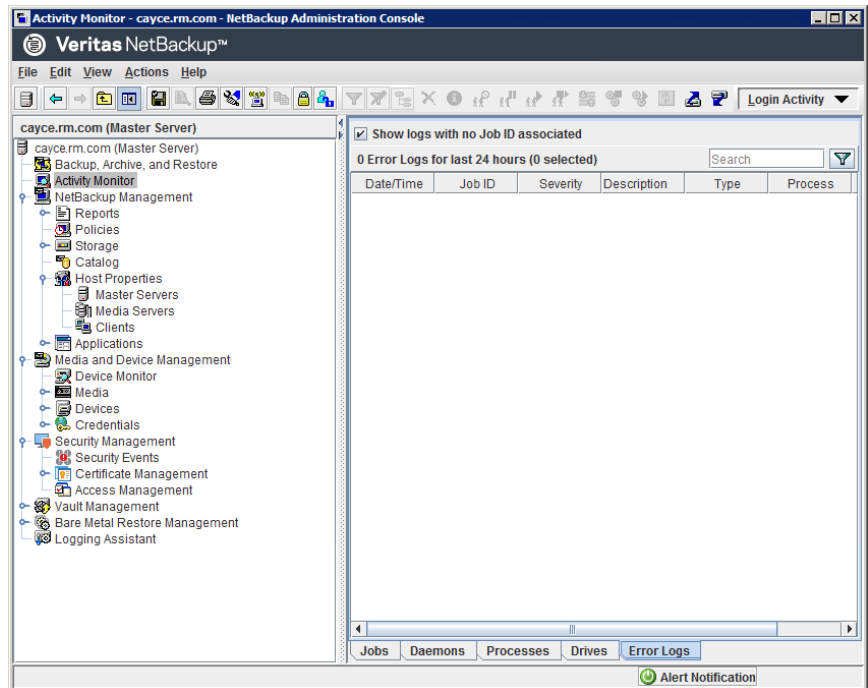 Activity Monitor - cayce.rm.com - NetBackup Administration Console
Veritas NetBackup™
File Edit View Actions Help
Login Activity
cayce.rm.com (Master Server)
cayce.rm.com (Master Server)
Backup, Archive, and Restore
Activity Monitor
NetBackup Management
Reports
Policies
Storage
Catalog
Host Properties
Master Servers
Media Servers
Clients
Applications
Media and Device Management
Device Monitor
Media
Devices
Credentials
Security Management
Security Events
Certificate Management
Access Management
Vault Management
Bare Metal Restore Management
Logging Assistant
Show logs with no Job ID associated
0 Error Logs for last 24 hours (0 selected)
Search
Date/Time Job ID Severity Description Type Process
Jobs Daemons Processes Drives Error Logs
Alert Notification